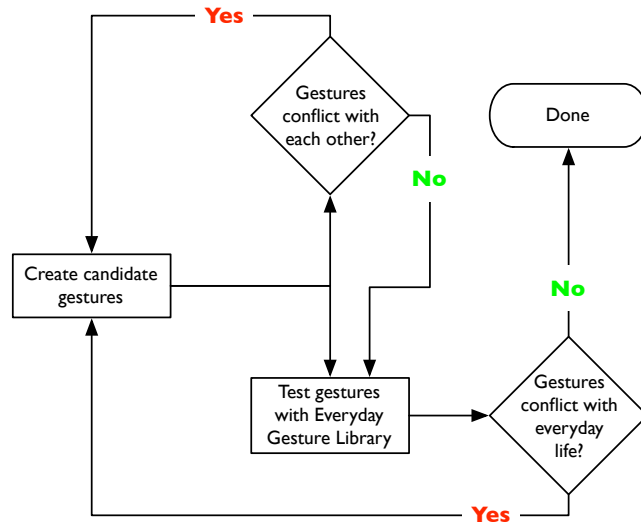 Yes
Gestures
conflict with
each other?
Done
No
Create candidate
gestures
No
Test gestures
with Everyday
Gesture Library
Gestures
conflict with
everyday
life?
Yes